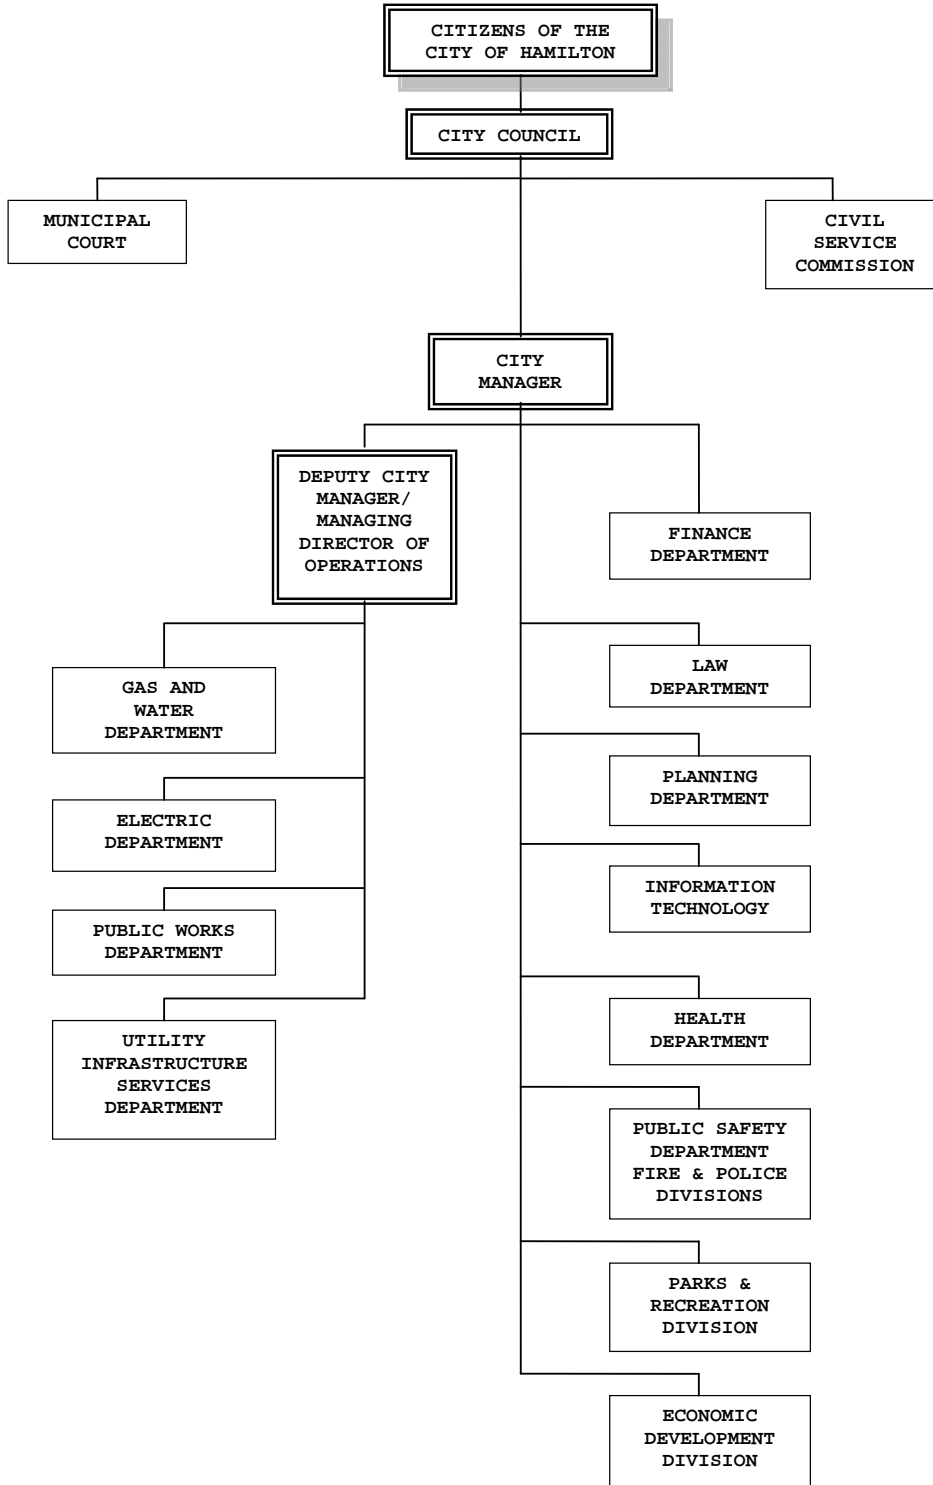 CITIZENS OF THE
CITY OF HAMILTON
CITY COUNCIL
MUNICIPAL
COURT
CIVIL
SERVICE
COMMISSION
CITY
MANAGER
DEPUTY CITY
MANAGER/
MANAGING
DIRECTOR OF
OPERATIONS
FINANCE
DEPARTMENT
GAS AND
WATER
DEPARTMENT
LAW
DEPARTMENT
ELECTRIC
DEPARTMENT
PLANNING
DEPARTMENT
PUBLIC WORKS
DEPARTMENT
INFORMATION
TECHNOLOGY
UTILITY
INFRASTRUCTURE
SERVICES
DEPARTMENT
HEALTH
DEPARTMENT
PUBLIC SAFETY
DEPARTMENT
FIRE & POLICE
DIVISIONS
PARKS &
RECREATION
DIVISION
ECONOMIC
DEVELOPMENT
DIVISION